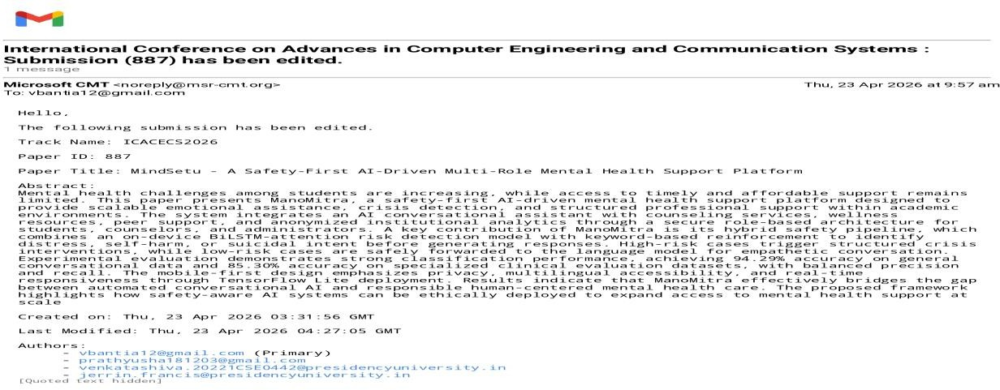 International Conference on Advances in Computer Engineering and Communication Systems :
Submission (887) has been edited.
1 message
Microsoft CMT <noreply@msr-cmt.org> Thu, 23 Apr 2026 at 9:57 am
To: vbantia12@gmail.com
Hello,
The following submission has been edited.
Track Name: ICACECS2026
Paper ID: 887
Paper Title: MindSetu - A Safety-First AI-Driven Multi-Role Mental Health Support Platform
Abstract:
Mental health challenges among students are increasing, while access to timely and affordable support remains
limited. This paper presents ManoMitra, a safety-first AI-driven mental health support platform designed to
provide scalable emotional assistance, crisis detection, and structured professional support within academic
environments. The system integrates an AI conversational assistant with counseling services, wellness
resources, peer support, and anonymized institutional analytics through a secure role-based architecture for
students, counselors, and administrators. A key contribution of ManoMitra is its hybrid safety pipeline, which
combines an on-device BiLSTM-attention risk detection model with keyword-based reinforcement to identify
distress, self-harm, or suicidal intent before generating responses. High-risk cases trigger structured crisis
interventions, while low-risk cases are safely forwarded to the language model for empathetic conversation.
Experimental evaluation demonstrates strong classification performance, achieving 94.29% accuracy on general
conversational data and 85.30% accuracy on specialized clinical evaluation datasets, with balanced precision
and recall. The mobile-first design emphasizes privacy, multilingual accessibility, and real-time
responsiveness through TensorFlow Lite deployment. Results indicate that ManoMitra effectively bridges the gap
between automated conversational AI and responsible human-centered mental health care. The proposed framework
highlights how safety-aware AI systems can be ethically deployed to expand access to mental health support at
scale
Created on: Thu, 23 Apr 2026 03:31:56 GMT
Last Modified: Thu, 23 Apr 2026 04:27:05 GMT
Authors:
- vbantia12@gmail.com (Primary)
- prathyusha181203@gmail.com
- venkatashiva.20221CSE0442@presidencyuniversity.in
- jerrin.francis@presidencyuniversity.in
[Quoted text hidden]